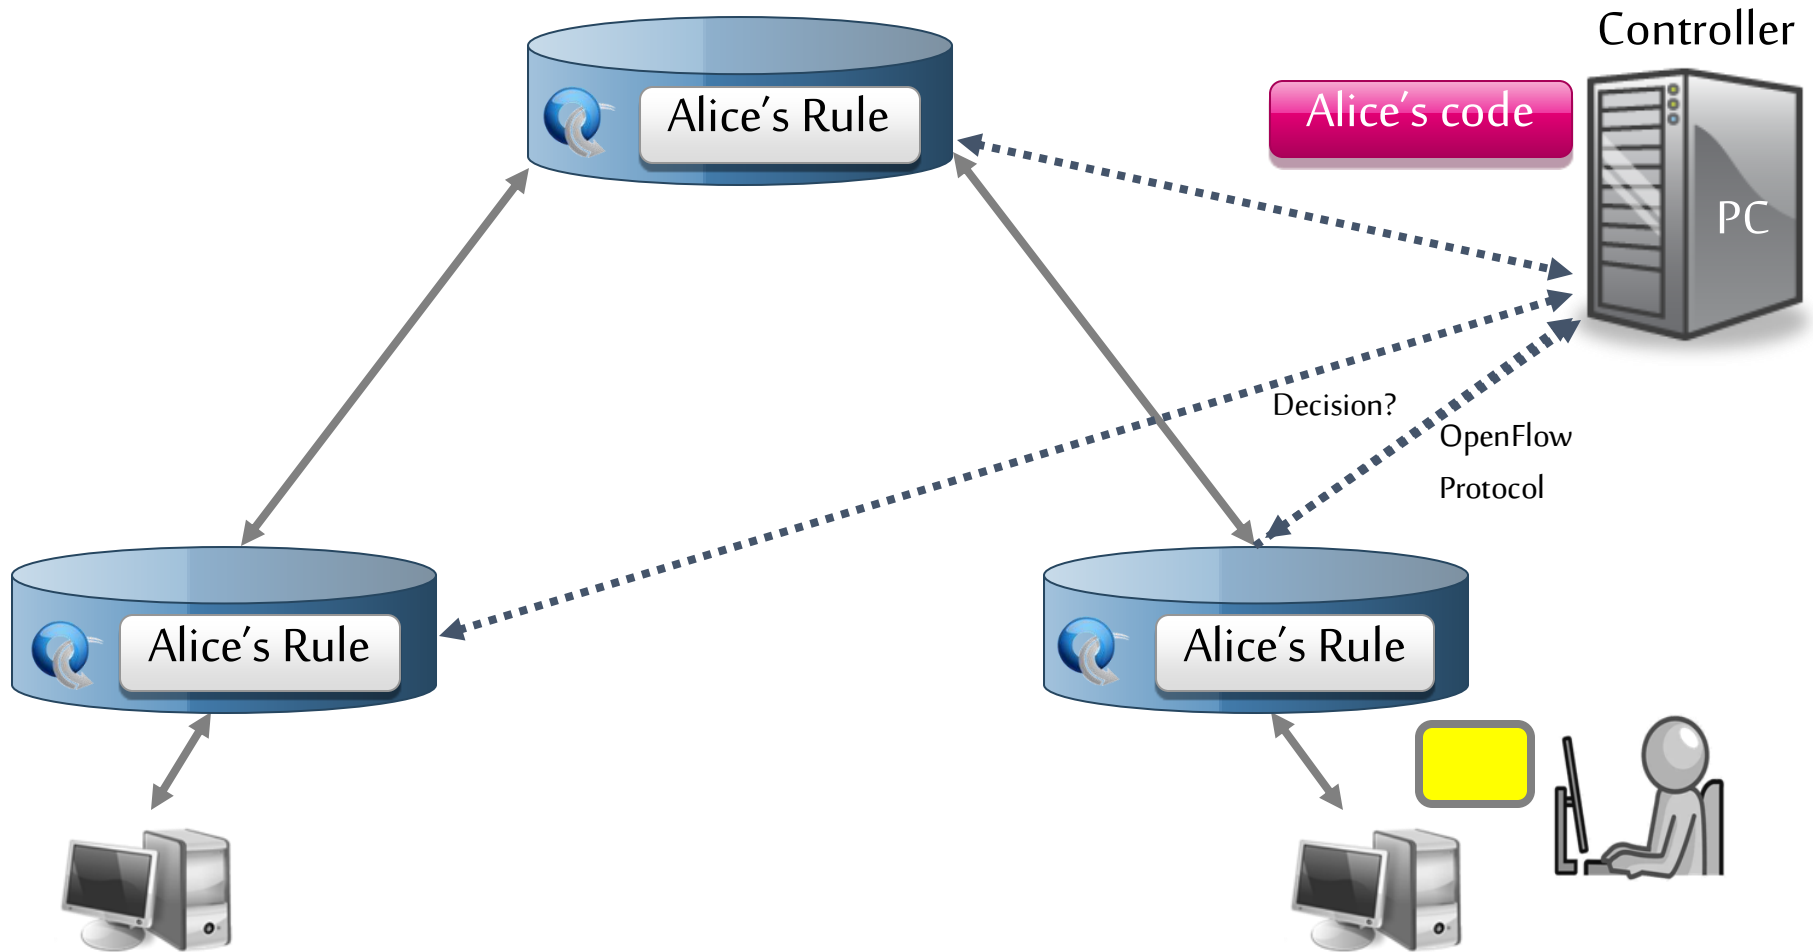 Controller
Alice's Rule
Alice's code
PC
Decision?
OpenFlow
Protocol
Alice's Rule
Alice's Rule